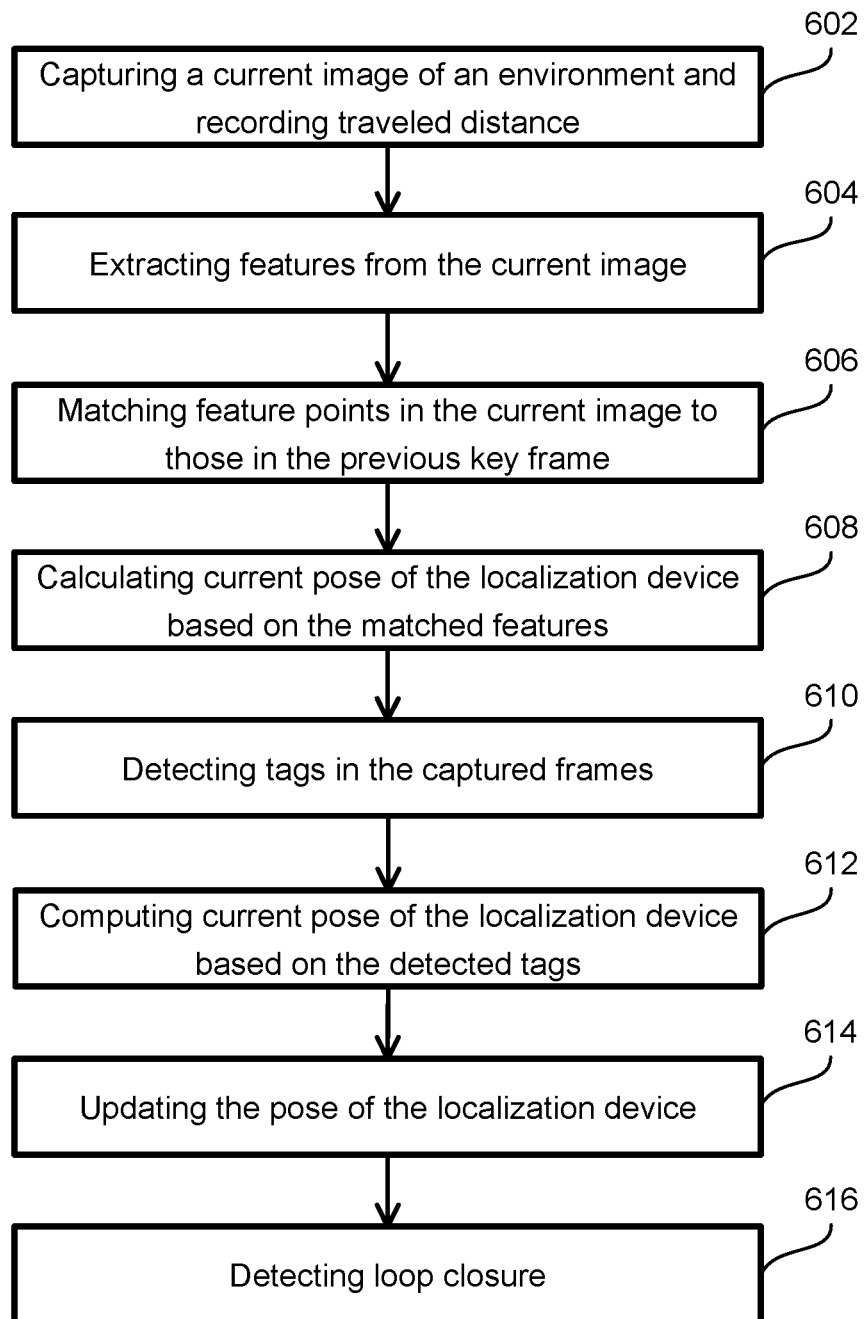 602
Capturing a current image of an environment and
recording traveled distance
604
Extracting features from the current image
606
Matching feature points in the current image to
those in the previous key frame
608
Calculating current pose of the localization device
based on the matched features
610
Detecting tags in the captured frames
612
Computing current pose of the localization device
based on the detected tags
614
Updating the pose of the localization device
616
Detecting loop closure